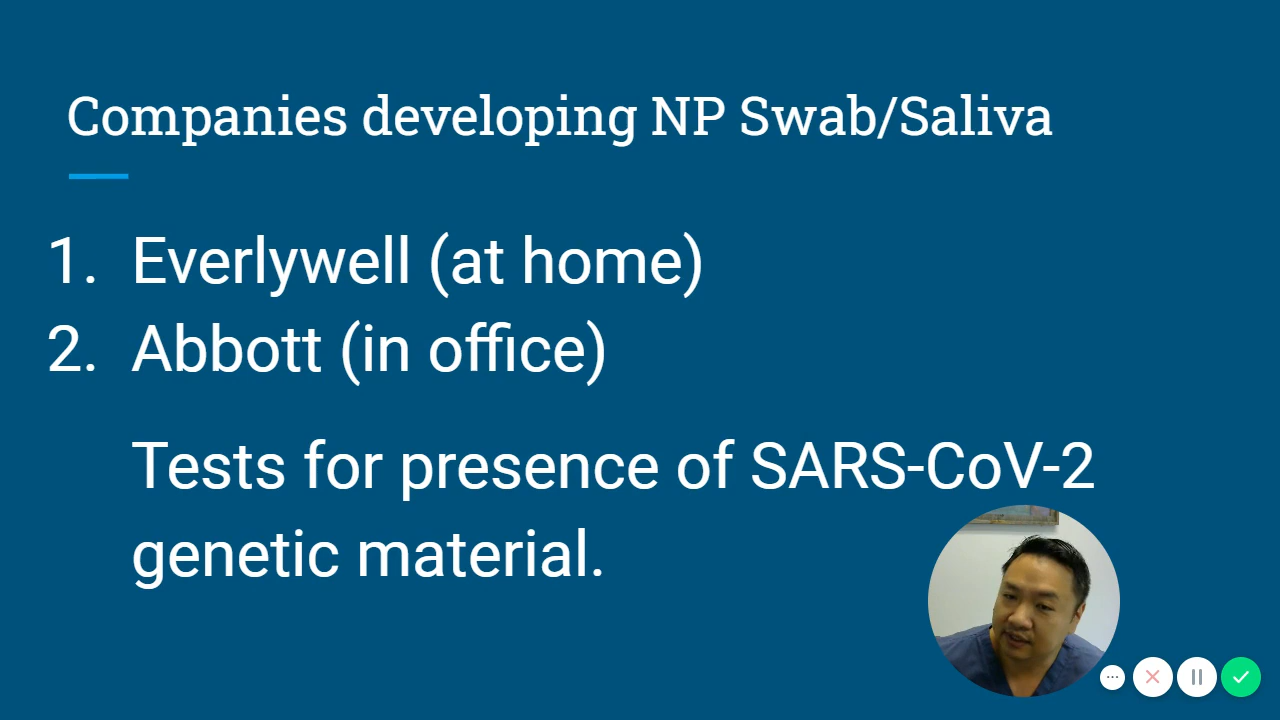 Companies developing NP Swab/Saliva
1. Everlywell (at home)
2. Abbott (in office)
Tests for presence of SARS-CoV-2
genetic material.